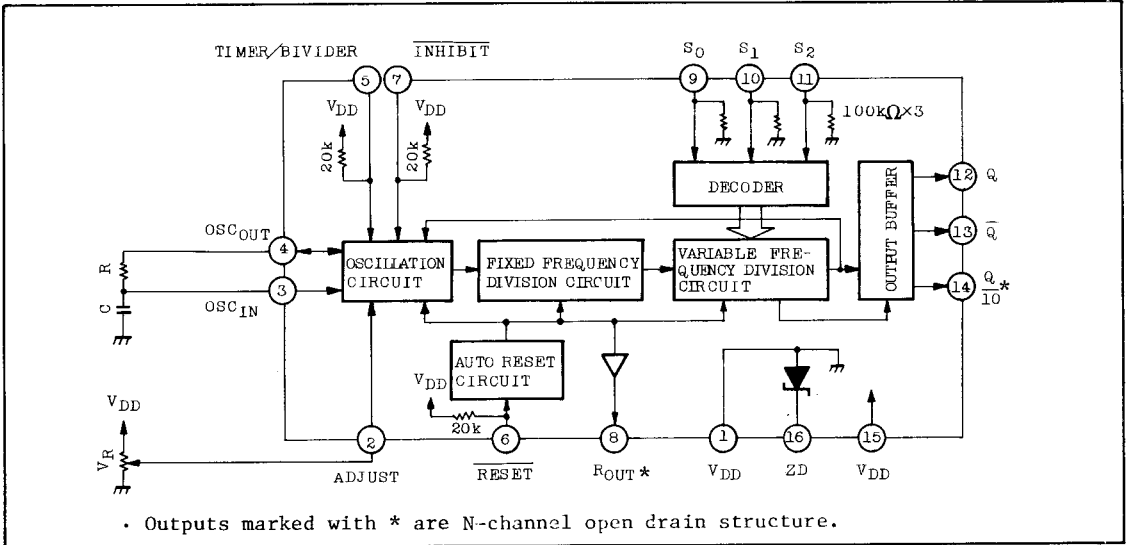 TIMER/BIVIDER
INHIBIT
S0
S1
S2
5
7
9
10
11
VDD
VDD
100kΩ×3
20k
20k
DECODER
OUTPUT BUFFER
12
Q
OSCOUT
4
13
Q
R
OSCILLATION
CIRCUIT
FIXED FREQUENCY
DIVISION CIRCUIT
VARIABLE FRE-
QUENCY DIVISION
CIRCUIT
3
14
Q
10
*
C
OSCIN
AUTO RESET
CIRCUIT
VDD
VDD
20k
VR
2
6
8
1
16
15
ADJUST
RESET
ROUT*
VDD
ZD
VDD
· Outputs marked with * are N-channel open drain structure.